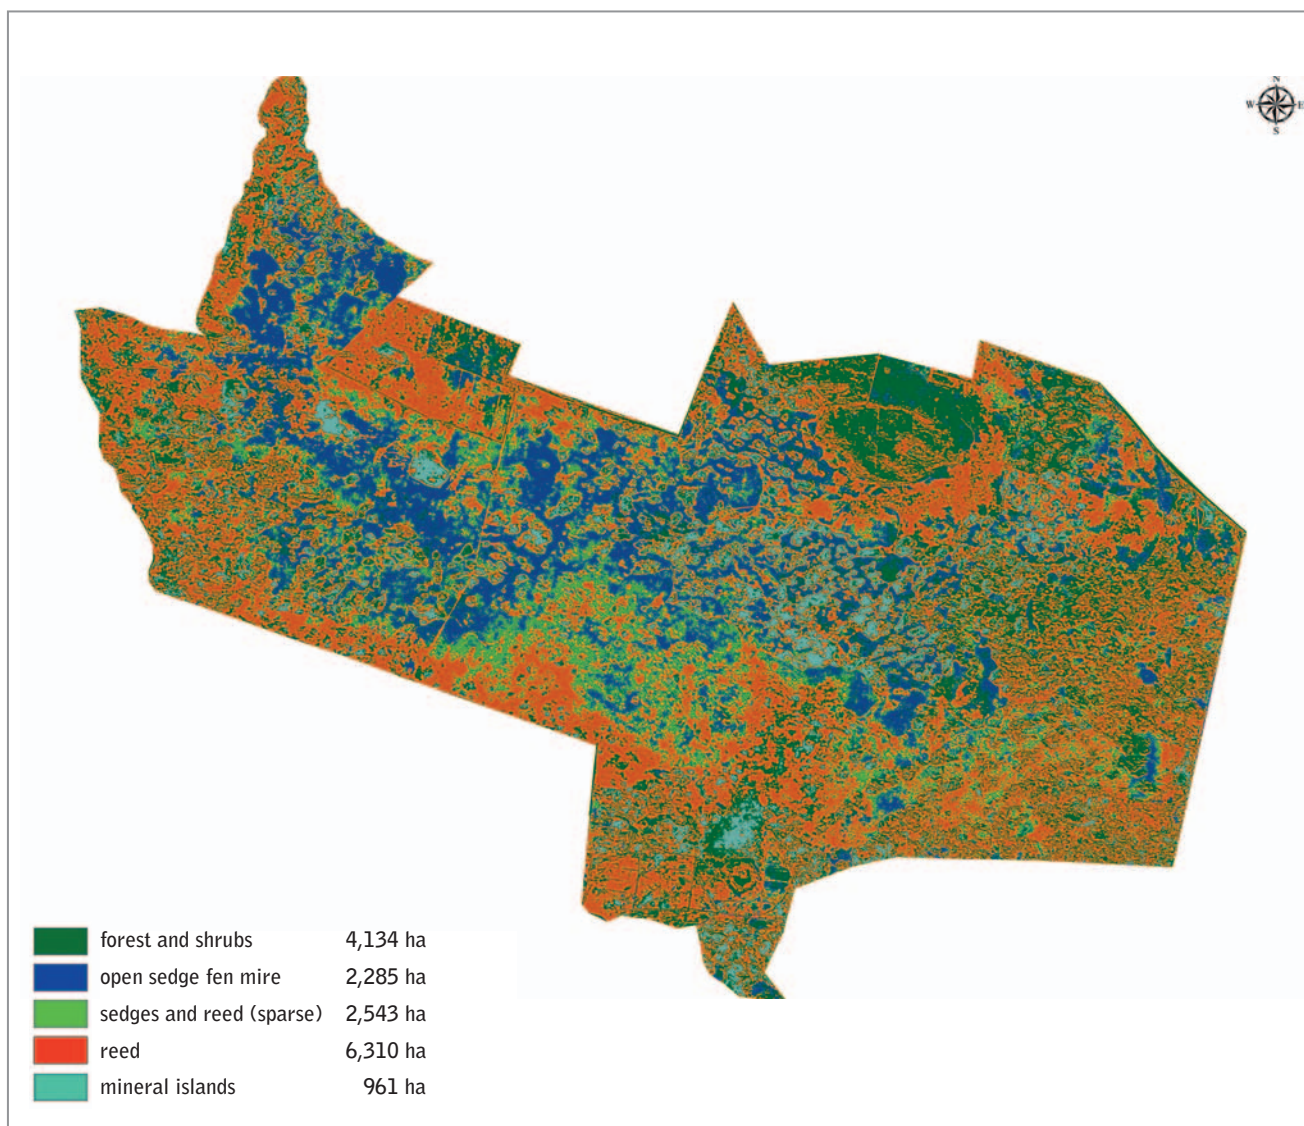 N
W E
S
forest and shrubs 4,134 ha
open sedge fen mire 2,285 ha
sedges and reed (sparse) 2,543 ha
reed 6,310 ha
mineral islands 961 ha